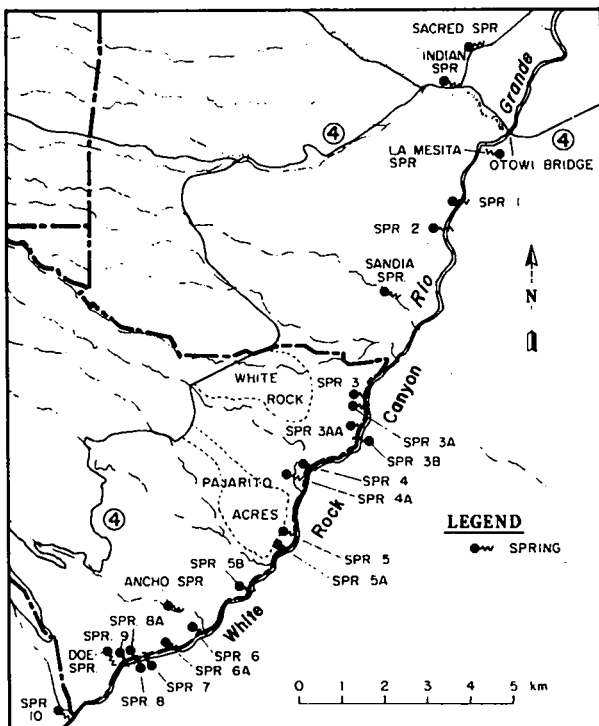 SACRED SPR
INDIAN
SPR
Grande
4
4
LA MESITA
SPR
OTOWI BRIDGE
SPR 1
SPR 2
SANDIA
SPR.
Rio
N
WHITE
ROCK
SPR 3
Canyon
SPR 3A
SPR 3AA
SPR 3B
SPR 4
PAJARITO
ACRES
SPR 4A
Rock
LEGEND
SPRING
4
SPR 5
SPR 5A
SPR 5B
ANCHO SPR
White
SPR. 8A
SPR. 9
DOE
SPR.
SPR 6
SPR 6A
SPR 7
SPR 8
SPR
10
0 1 2 3 4 5 km